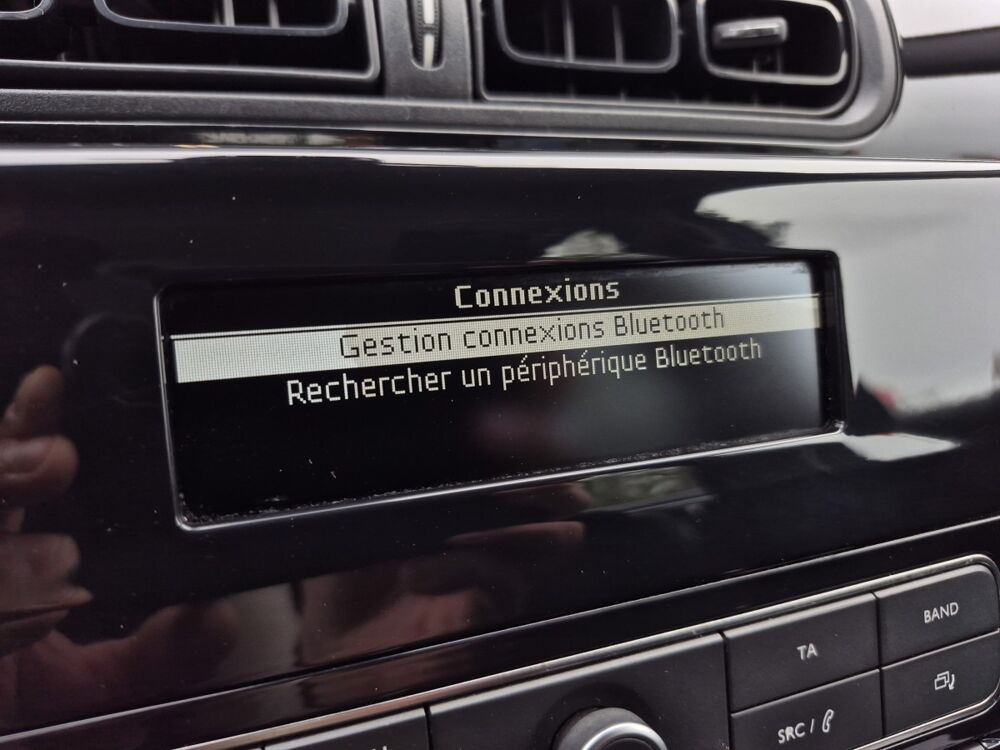 Connexions
Gestion connexions Bluetooth
Rechercher un périphérique Bluetooth
BAND
TA
SRC /